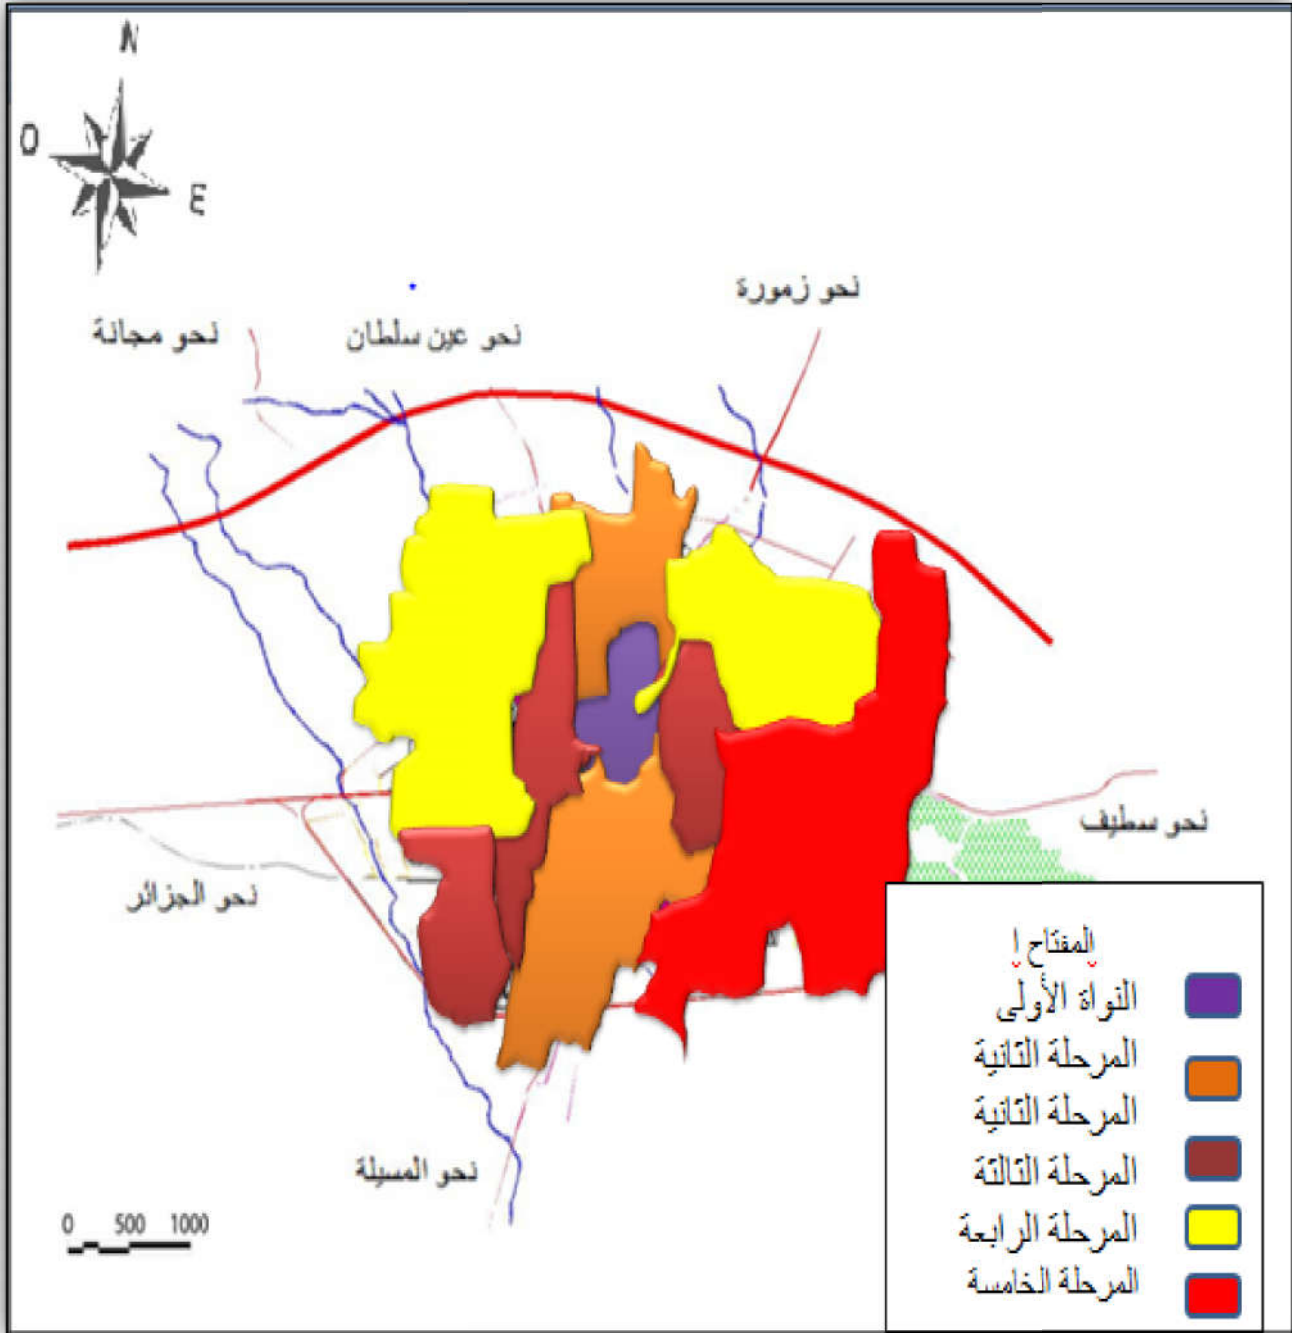 N
O
E
نحو زمورة
نحو مجانة
نحو عين سلطان
نحو سطيف
نحو الجزائر
نحو المسيلة
0 500 1000
المفتاح ا
النواة الأولى
المرحلة الثانية
المرحلة الثانية
المرحلة الثالثة
المرحلة الرابعة
المرحلة الخامسة